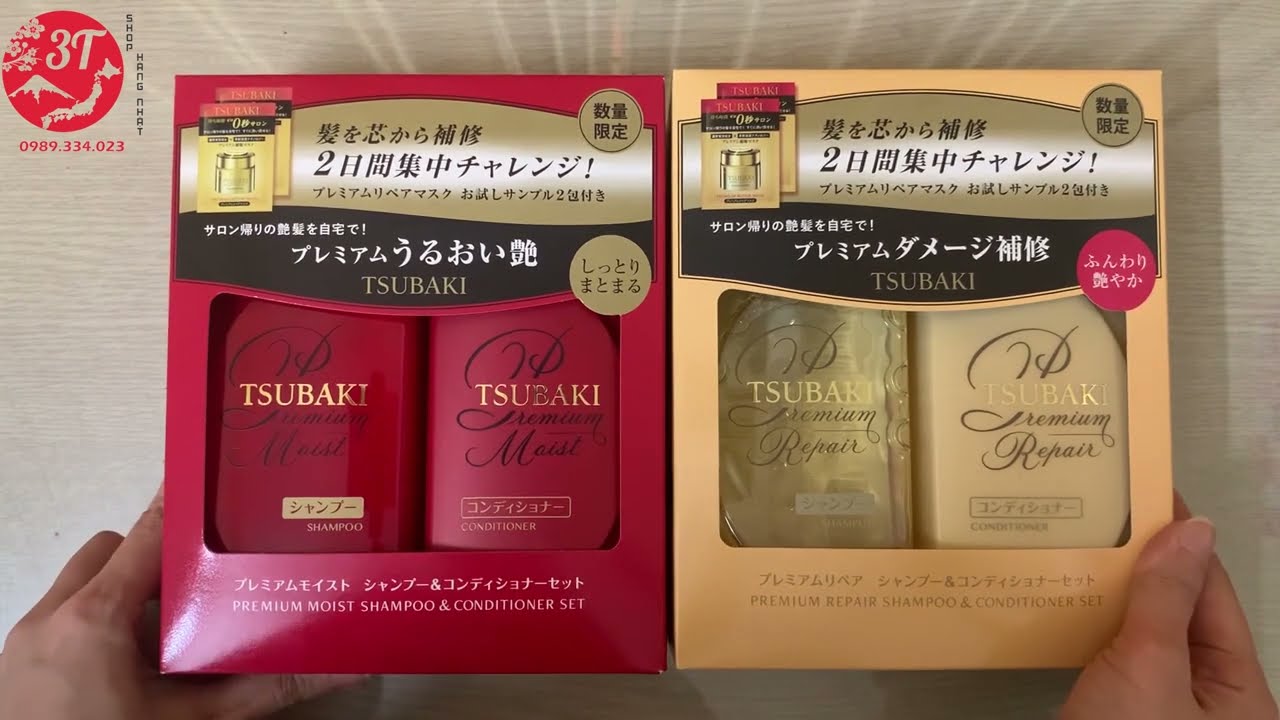 3T
SHOP HANG NHAT
0989.334.023
TSUBAKI
0秒サロン
数量
限定
髪を芯から補修
2日間集中チャレンジ!
プレミアムリペアマスク お試しサンプル2包付き
サロン帰りの艶髪を自宅で!
プレミアムうるおい艶
TSUBAKI
しっとり
まとまる
TSUBAKI
Premium
Moist
シャンプー
SHAMPOO
TSUBAKI
Premium
Moist
コンディショナー
CONDITIONER
プレミアムモイスト シャンプー&コンディショナーセット
PREMIUM MOIST SHAMPOO & CONDITIONER SET
TSUBAKI
0秒サロン
数量
限定
髪を芯から補修
2日間集中チャレンジ!
プレミアムリペアマスク お試しサンプル2包付き
サロン帰りの艶髪を自宅で!
プレミアムダメージ補修
TSUBAKI
ふんわり
艶やか
TSUBAKI
Premium
Repair
シャンプー
SHAMPOO
TSUBAKI
Premium
Repair
コンディショナー
CONDITIONER
プレミアムリペア シャンプー&コンディショナーセット
PREMIUM REPAIR SHAMPOO & CONDITIONER SET